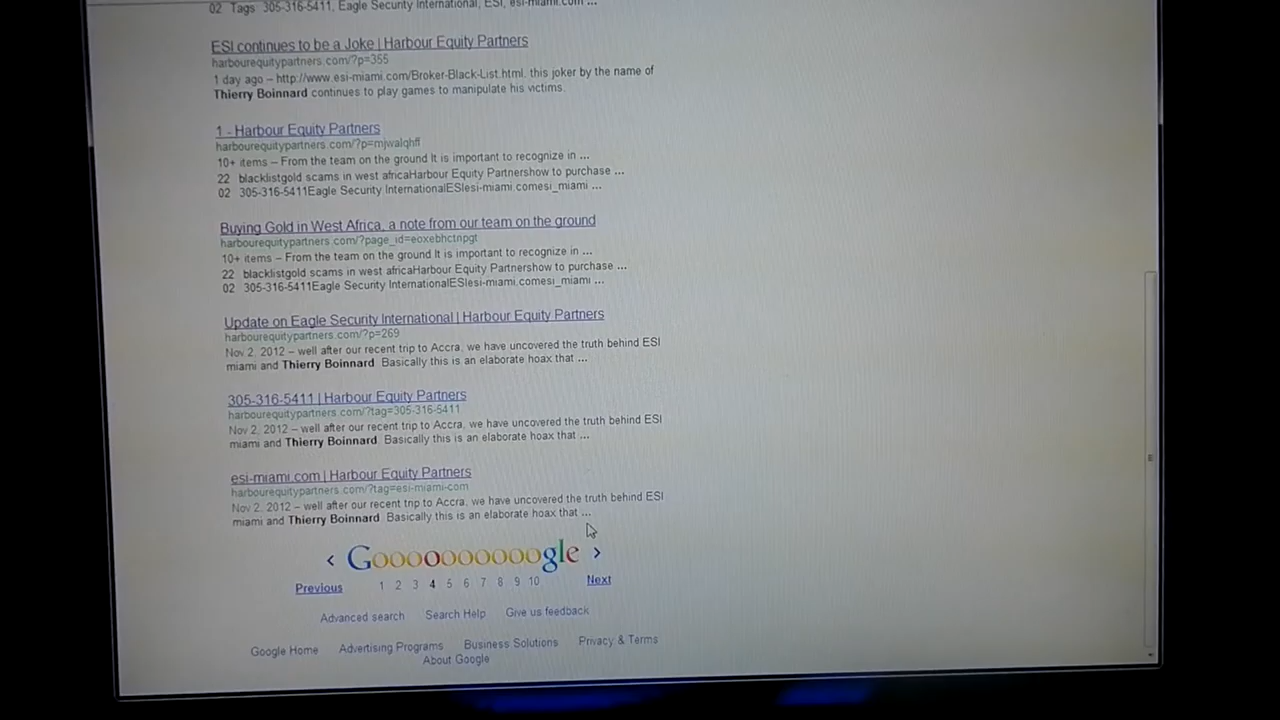 02 Tags: 305-316-5411, Eagle Security International, ESI, esi-miami.com ...
ESI continues to be a Joke | Harbour Equity Partners
harbourequitypartners.com/?p=355
1 day ago – http://www.esi-miami.com/Broker-Black-List.html, this joker by the name of
Thierry Boinnard continues to play games to manipulate his victims.
1 - Harbour Equity Partners
harbourequitypartners.com/?p=mjwalqhff
10+ items – From the team on the ground It is important to recognize in ...
22 blacklistgold scams in west africaHarbour Equity Partnershow to purchase ...
02 305-316-5411Eagle Security InternationalESIesi-miami.comesi_miami ...
Buying Gold in West Africa, a note from our team on the ground
harbourequitypartners.com/?page_id=eoxebhctnpgt
10+ items – From the team on the ground It is important to recognize in ...
22 blacklistgold scams in west africaHarbour Equity Partnershow to purchase ...
02 305-316-5411Eagle Security InternationalESIesi-miami.comesi_miami ...
Update on Eagle Security International | Harbour Equity Partners
harbourequitypartners.com/?p=269
Nov 2, 2012 – well after our recent trip to Accra, we have uncovered the truth behind ESI
miami and Thierry Boinnard. Basically this is an elaborate hoax that ...
305-316-5411 | Harbour Equity Partners
harbourequitypartners.com/?tag=305-316-5411
Nov 2, 2012 – well after our recent trip to Accra, we have uncovered the truth behind ESI
miami and Thierry Boinnard. Basically this is an elaborate hoax that ...
esi-miami.com | Harbour Equity Partners
harbourequitypartners.com/?tag=esi-miami-com
Nov 2, 2012 – well after our recent trip to Accra, we have uncovered the truth behind ESI
miami and Thierry Boinnard. Basically this is an elaborate hoax that ...
< Goooooooooogle >
Previous 1 2 3 4 5 6 7 8 9 10 Next
Advanced search Search Help Give us feedback
Google Home Advertising Programs Business Solutions Privacy & Terms
About Google